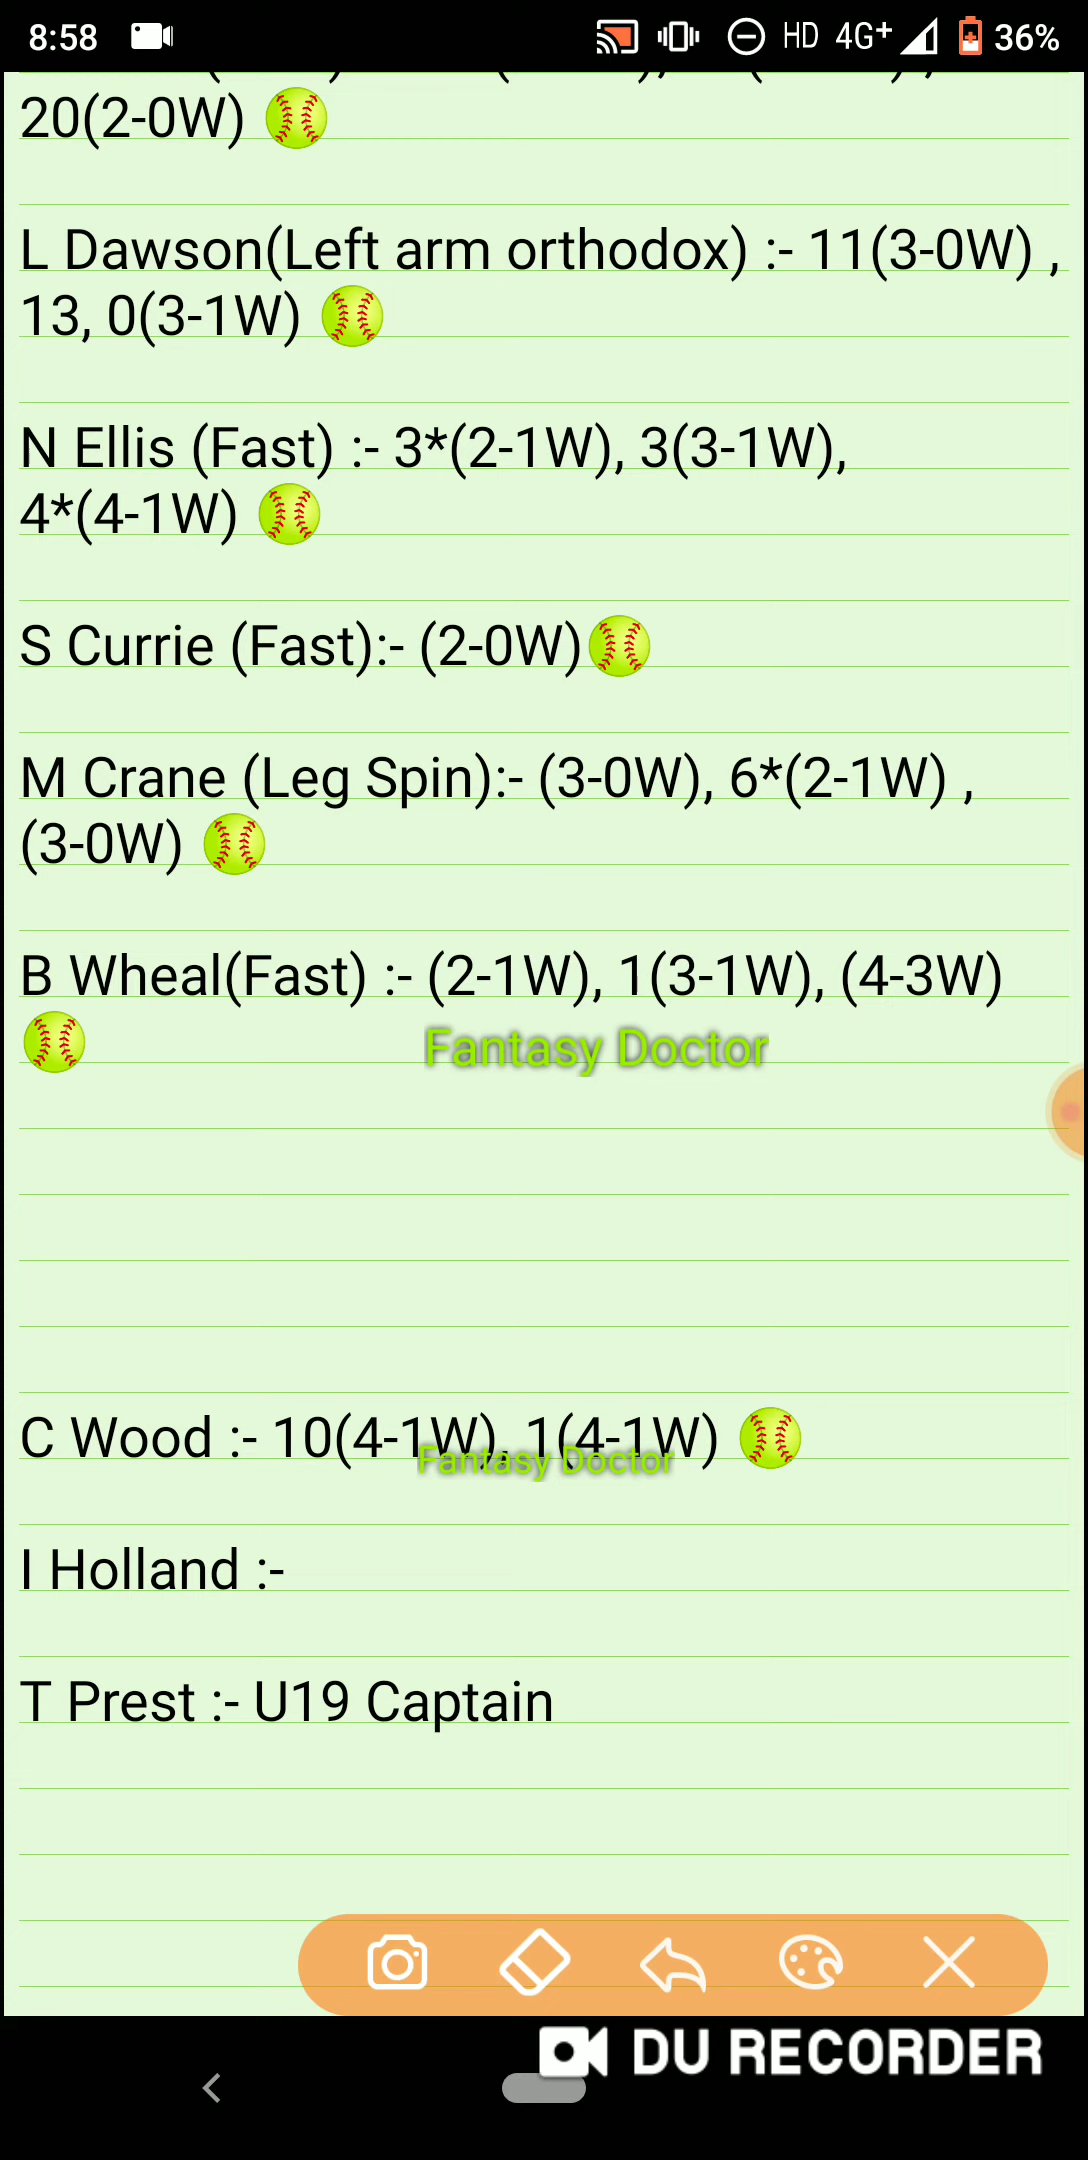 8:58 HD 4G+ 36%
20(2-0W)
L Dawson(Left arm orthodox) :- 11(3-0W) ,
13, 0(3-1W)
N Ellis (Fast) :- 3*(2-1W), 3(3-1W),
4*(4-1W)
S Currie (Fast):- (2-0W)
M Crane (Leg Spin):- (3-0W), 6*(2-1W) ,
(3-0W)
B Wheal(Fast) :- (2-1W), 1(3-1W), (4-3W)
Fantasy Doctor
C Wood :- 10(4-1W), 1(4-1W)
Fantasy Doctor
I Holland :-
T Prest :- U19 Captain
DU RECORDER